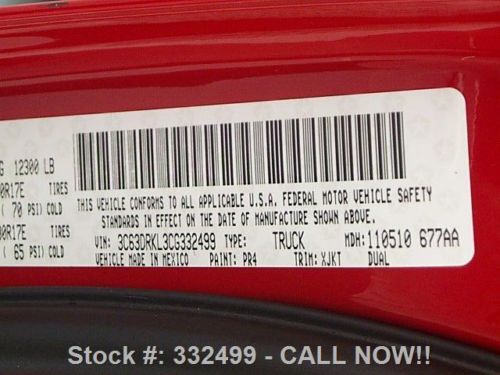 G 12300 LB
0R17E TIRES
( 70 PSI) COLD
00R17E TIRES
( 65 PSI) COLD
THIS VEHICLE CONFORMS TO ALL APPLICABLE U.S.A. FEDERAL MOTOR VEHICLE SAFETY
STANDARDS IN EFFECT ON THE DATE OF MANUFACTURE SHOWN ABOVE.
VIN: 3C63DRKL3CG332499 TYPE: TRUCK MDH: 110510 677AA
VEHICLE MADE IN MEXICO PAINT: PR4 TRIM: XJKT DUAL
Stock #: 332499 - CALL NOW!!